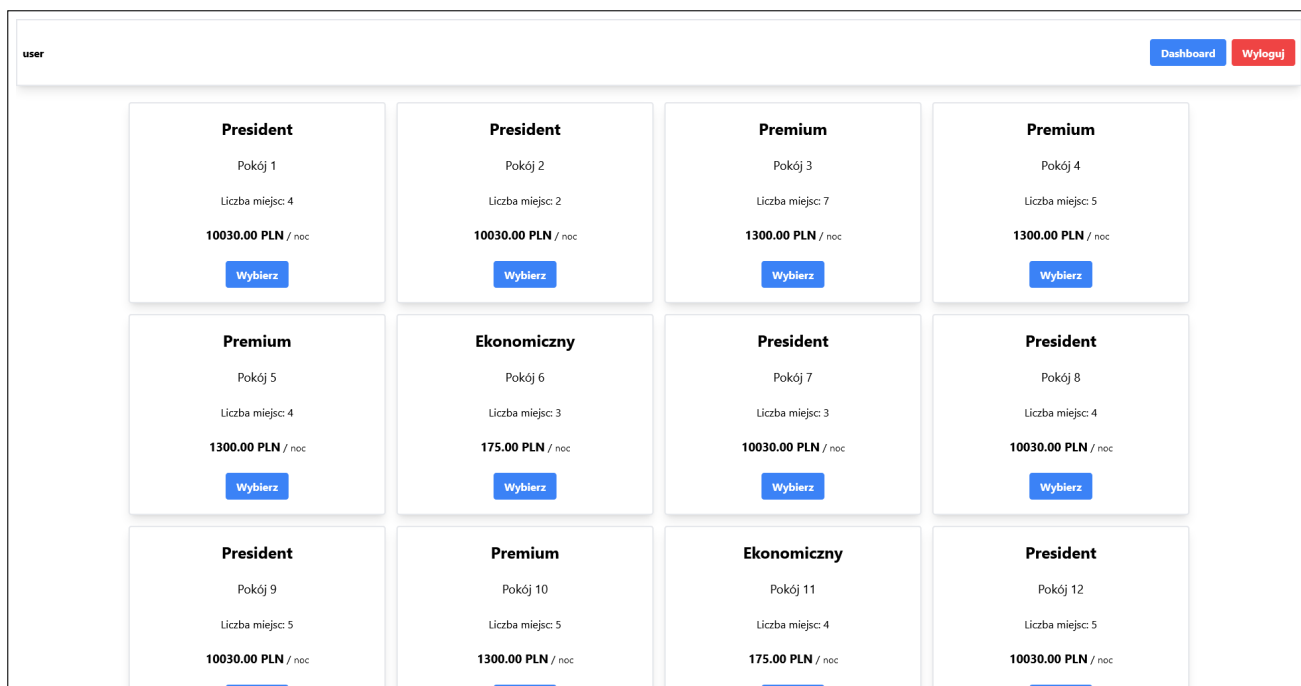 user
Dashboard
Wyloguj
President
Pokój 1
Liczba miejsc: 4
10030.00 PLN / noc
Wybierz
President
Pokój 2
Liczba miejsc: 2
10030.00 PLN / noc
Wybierz
Premium
Pokój 3
Liczba miejsc: 7
1300.00 PLN / noc
Wybierz
Premium
Pokój 4
Liczba miejsc: 5
1300.00 PLN / noc
Wybierz
Premium
Pokój 5
Liczba miejsc: 4
1300.00 PLN / noc
Wybierz
Ekonomiczny
Pokój 6
Liczba miejsc: 3
175.00 PLN / noc
Wybierz
President
Pokój 7
Liczba miejsc: 3
10030.00 PLN / noc
Wybierz
President
Pokój 8
Liczba miejsc: 4
10030.00 PLN / noc
Wybierz
President
Pokój 9
Liczba miejsc: 5
10030.00 PLN / noc
Premium
Pokój 10
Liczba miejsc: 5
1300.00 PLN / noc
Ekonomiczny
Pokój 11
Liczba miejsc: 4
175.00 PLN / noc
President
Pokój 12
Liczba miejsc: 5
10030.00 PLN / noc